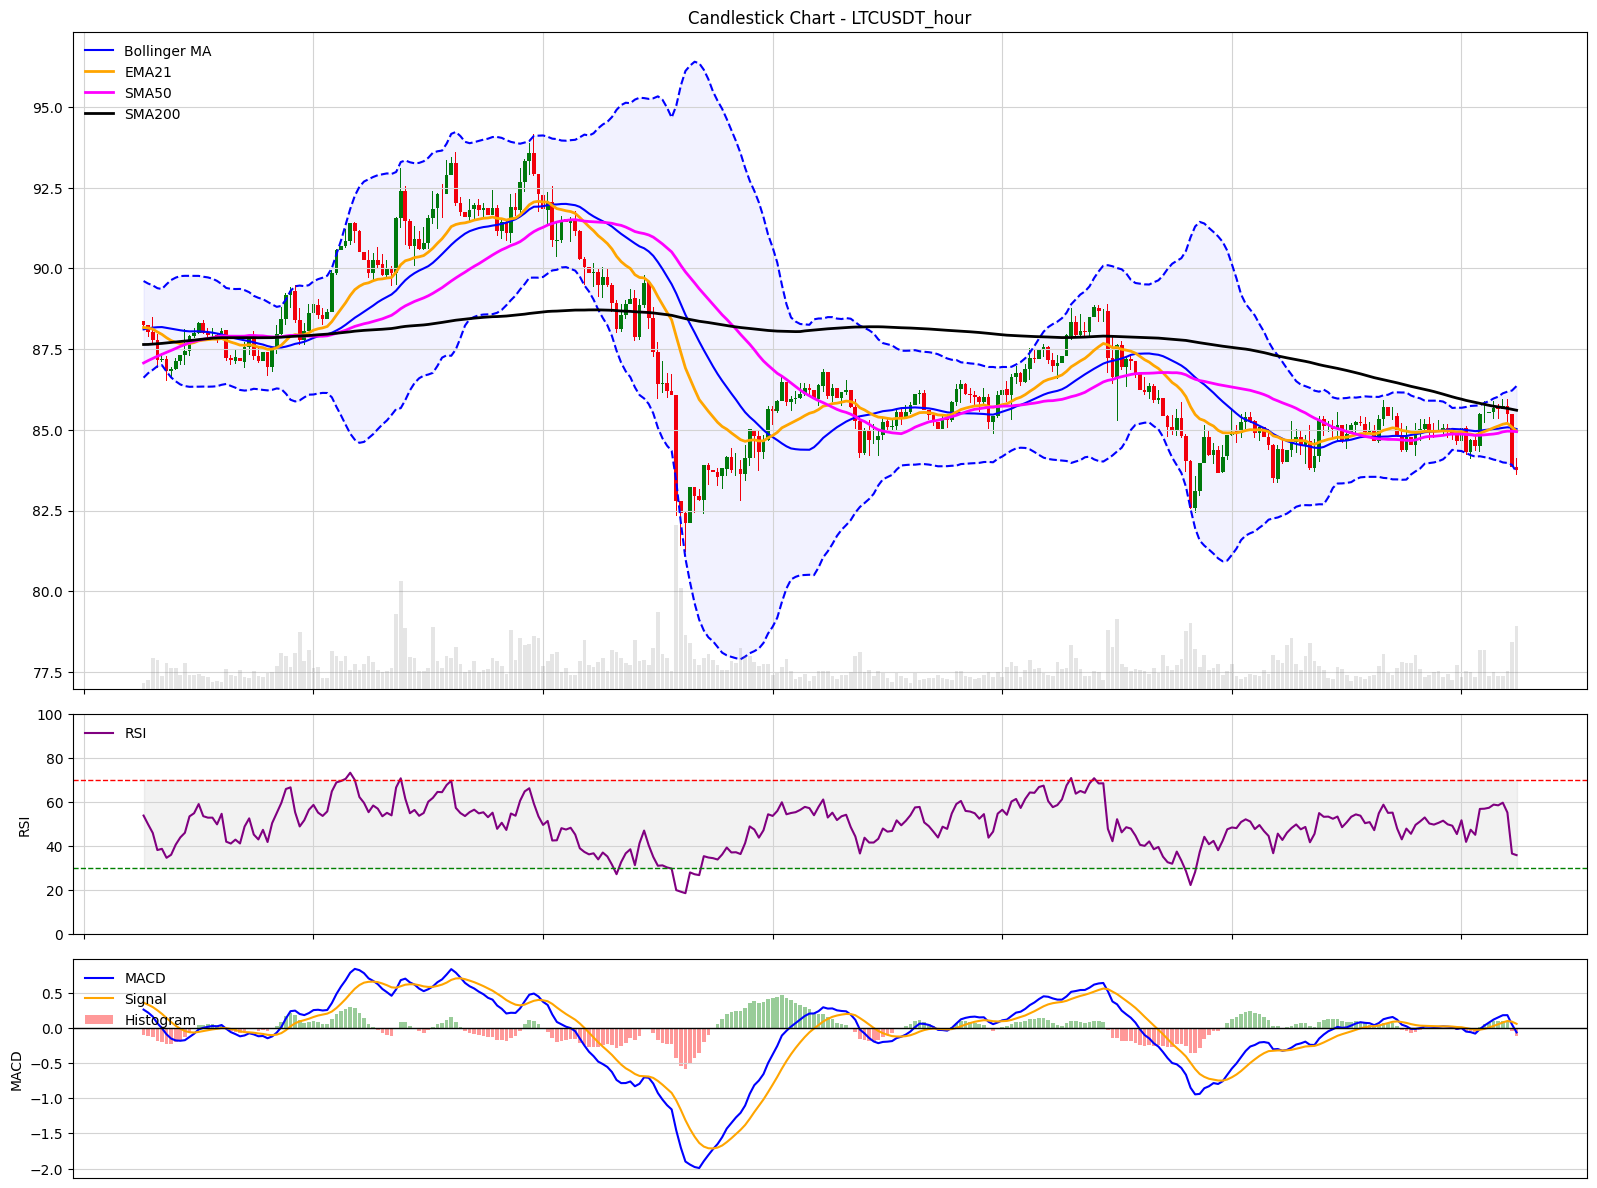 Candlestick Chart - LTCUSDT_hour
Bollinger MA
EMA21
SMA50
SMA200
95.0
92.5
90.0
87.5
85.0
82.5
80.0
77.5
RSI
100
80
60
40
20
0
RSI
MACD
Signal
Histogram
0.5
0.0
−0.5
−1.0
−1.5
−2.0
MACD